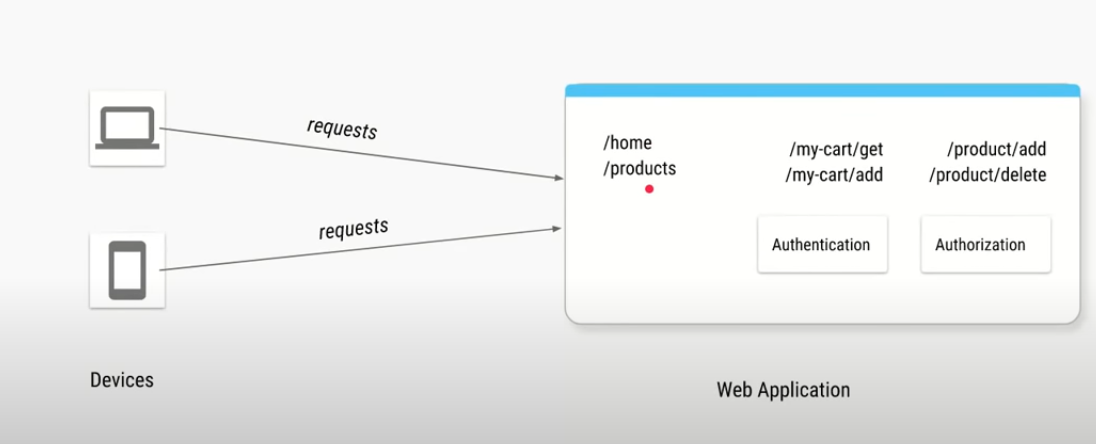 requests
requests
Devices
/home
/products
/my-cart/get
/my-cart/add
Authentication
/product/add
/product/delete
Authorization
Web Application